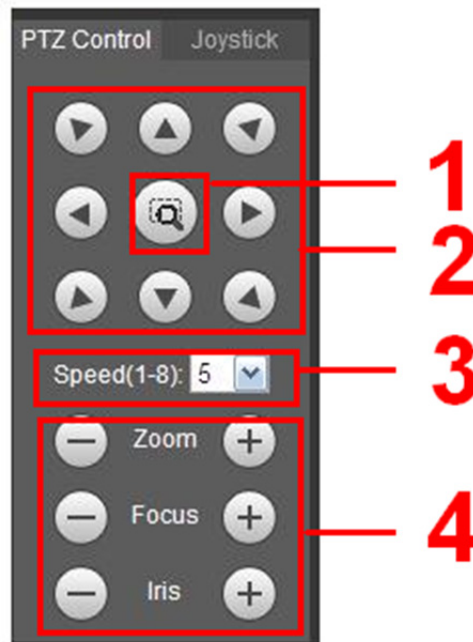 PTZ Control Joystick
1
2
Speed(1-8): 5
3
Zoom
Focus
4
Iris